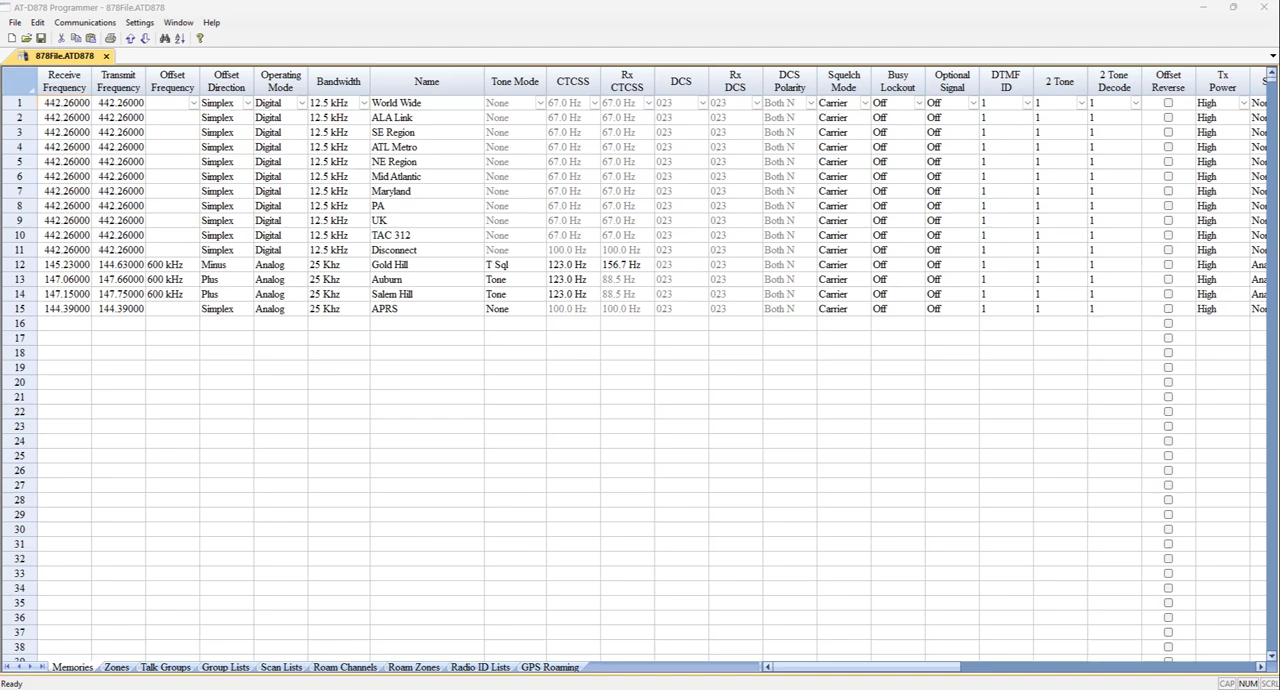 AT-D878 Programmer - 878File.ATD878
File Edit Communications Settings Window Help
878File.ATD878
Receive Frequency Transmit Frequency Offset Frequency Offset Direction Operating Mode Bandwidth Name Tone Mode CTCSS Rx CTCSS DCS Rx DCS DCS Polarity Squelch Mode Busy Lockout Optional Signal DTMF ID 2 Tone 2 Tone Decode Offset Reverse Tx Power S
1 442.26000 442.26000 Simplex Digital 12.5 kHz World Wide None 67.0 Hz 67.0 Hz 023 023 Both N Carrier Off Off 1 1 1 High Nor
2 442.26000 442.26000 Simplex Digital 12.5 kHz ALA Link None 67.0 Hz 67.0 Hz 023 023 Both N Carrier Off Off 1 1 1 High Nor
3 442.26000 442.26000 Simplex Digital 12.5 kHz SE Region None 67.0 Hz 67.0 Hz 023 023 Both N Carrier Off Off 1 1 1 High Nor
4 442.26000 442.26000 Simplex Digital 12.5 kHz ATL Metro None 67.0 Hz 67.0 Hz 023 023 Both N Carrier Off Off 1 1 1 High Nor
5 442.26000 442.26000 Simplex Digital 12.5 kHz NE Region None 67.0 Hz 67.0 Hz 023 023 Both N Carrier Off Off 1 1 1 High Nor
6 442.26000 442.26000 Simplex Digital 12.5 kHz Mid Atlantic None 67.0 Hz 67.0 Hz 023 023 Both N Carrier Off Off 1 1 1 High Nor
7 442.26000 442.26000 Simplex Digital 12.5 kHz Maryland None 67.0 Hz 67.0 Hz 023 023 Both N Carrier Off Off 1 1 1 High Nor
8 442.26000 442.26000 Simplex Digital 12.5 kHz PA None 67.0 Hz 67.0 Hz 023 023 Both N Carrier Off Off 1 1 1 High Nor
9 442.26000 442.26000 Simplex Digital 12.5 kHz UK None 67.0 Hz 67.0 Hz 023 023 Both N Carrier Off Off 1 1 1 High Nor
10 442.26000 442.26000 Simplex Digital 12.5 kHz TAC 312 None 67.0 Hz 67.0 Hz 023 023 Both N Carrier Off Off 1 1 1 High Nor
11 442.26000 442.26000 Simplex Digital 12.5 kHz Disconnect None 100.0 Hz 100.0 Hz 023 023 Both N Carrier Off Off 1 1 1 High Nor
12 145.23000 144.63000 600 kHz Minus Analog 25 Khz Gold Hill T Sql 123.0 Hz 156.7 Hz 023 023 Both N Carrier Off Off 1 1 1 High Ana
13 147.06000 147.66000 600 kHz Plus Analog 25 Khz Auburn Tone 123.0 Hz 88.5 Hz 023 023 Both N Carrier Off Off 1 1 1 High Ana
14 147.15000 147.75000 600 kHz Plus Analog 25 Khz Salem Hill Tone 123.0 Hz 88.5 Hz 023 023 Both N Carrier Off Off 1 1 1 High Ana
15 144.39000 144.39000 Simplex Analog 25 Khz APRS None 100.0 Hz 100.0 Hz 023 023 Both N Carrier Off Off 1 1 1 High Nor
16
17
18
19
20
21
22
23
24
25
26
27
28
29
30
31
32
33
34
35
36
37
38
39
Memories Zones Talk Groups Group Lists Scan Lists Roam Channels Roam Zones Radio ID Lists GPS Roaming
Ready CAP NUM SCRL